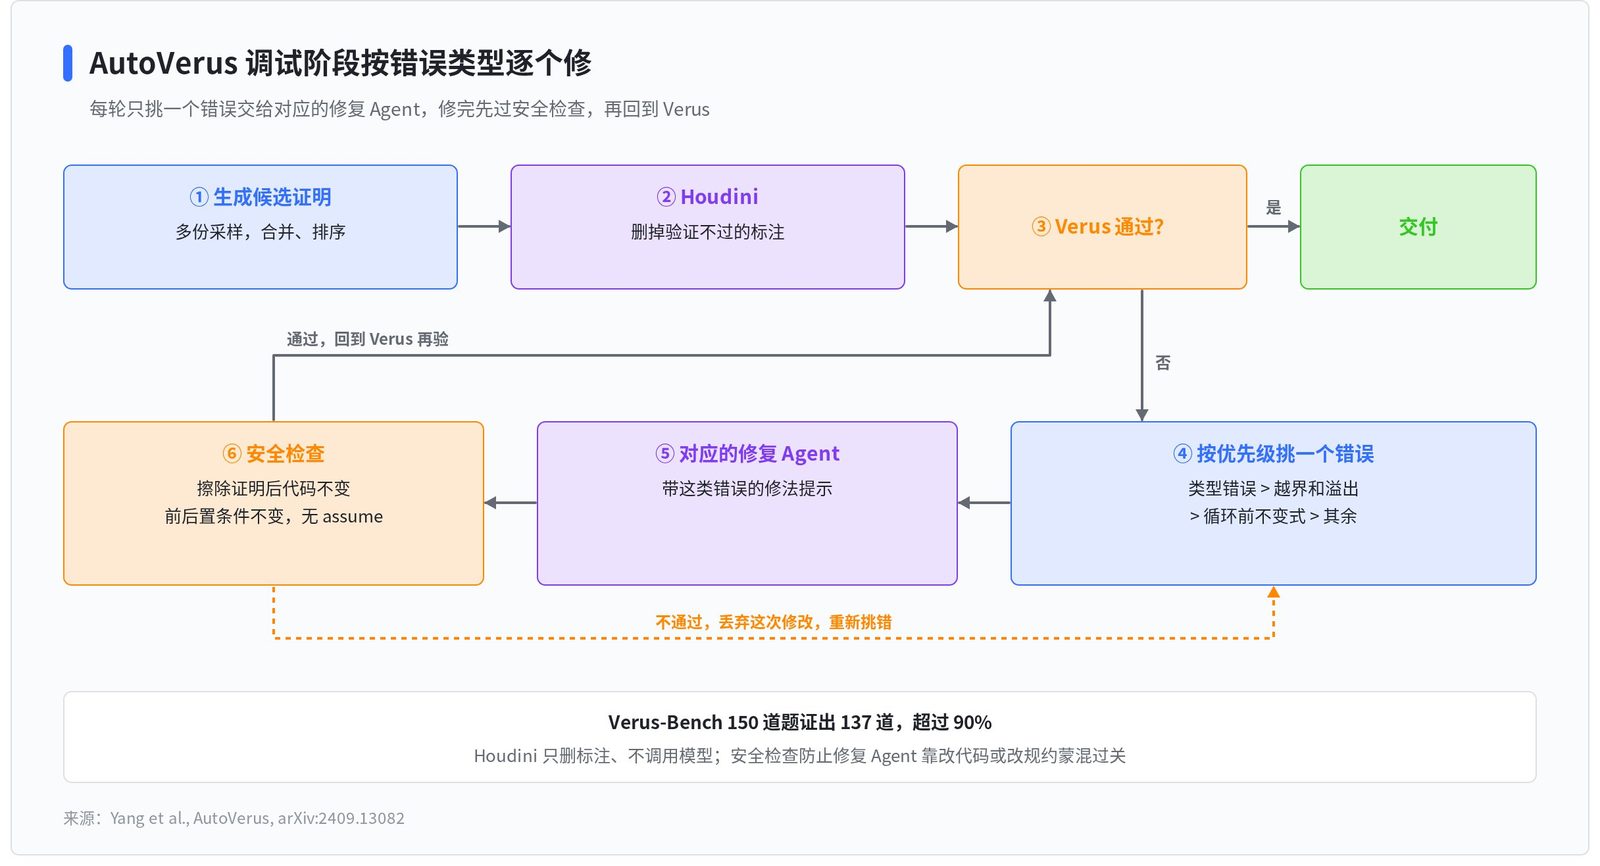 AutoVerus 调试阶段按错误类型逐个修
每轮只挑一个错误交给对应的修复 Agent，修完先过安全检查，再回到 Verus
① 生成候选证明
多份采样，合并、排序
② Houdini
删掉验证不过的标注
③ Verus 通过？
是
交付
通过，回到 Verus 再验
否
⑥ 安全检查
擦除证明后代码不变
前后置条件不变，无 assume
⑤ 对应的修复 Agent
带这类错误的修法提示
④ 按优先级挑一个错误
类型错误 > 越界和溢出
> 循环前不变式 > 其余
不通过，丢弃这次修改，重新挑错
Verus-Bench 150 道题证出 137 道，超过 90%
Houdini 只删标注、不调用模型；安全检查防止修复 Agent 靠改代码或改规约蒙混过关
来源：Yang et al., AutoVerus, arXiv:2409.13082